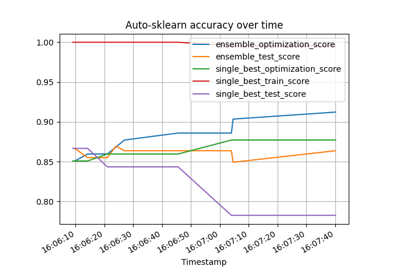 Auto-sklearn accuracy over time
1.00
0.95
0.90
0.85
0.80
ensemble_optimization_score
ensemble_test_score
single_best_optimization_score
single_best_train_score
single_best_test_score
16:06:10
16:06:20
16:06:30
16:06:40
16:06:50
16:07:00
16:07:10
16:07:20
16:07:30
16:07:40
Timestamp